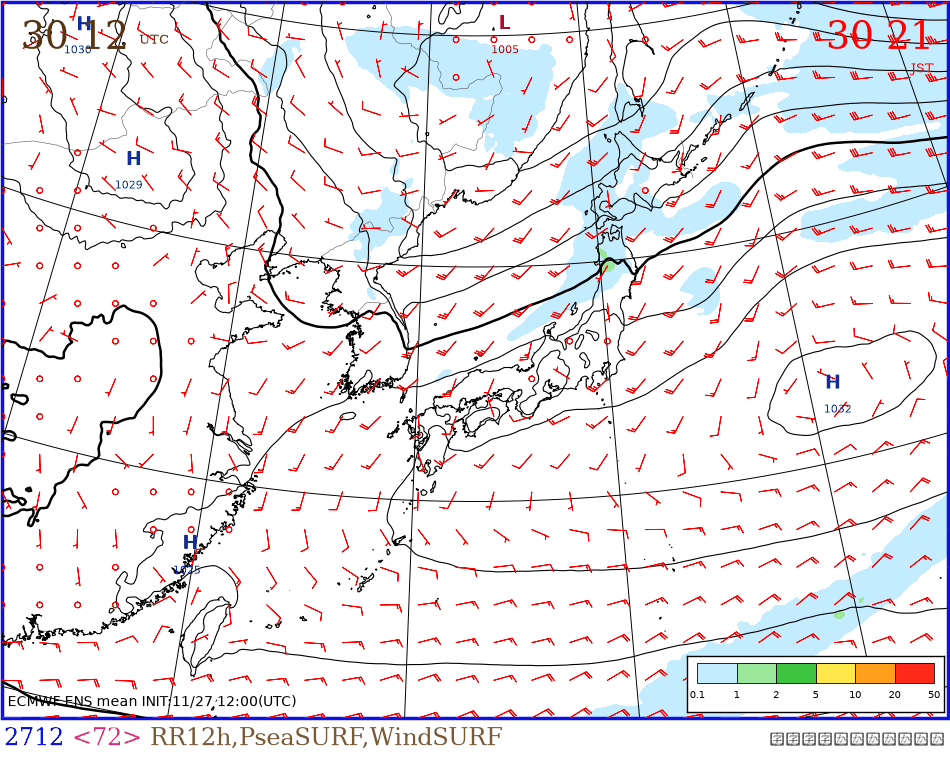 30 12 UTC
30 21 JST
H
1030
L
1005
H
1029
H
1032
H
1025
ECMWF ENS mean INIT:11/27 12:00(UTC)
0.1 1 2 5 10 20 50
2712 <72> RR12h,PseaSURF,WindSURF